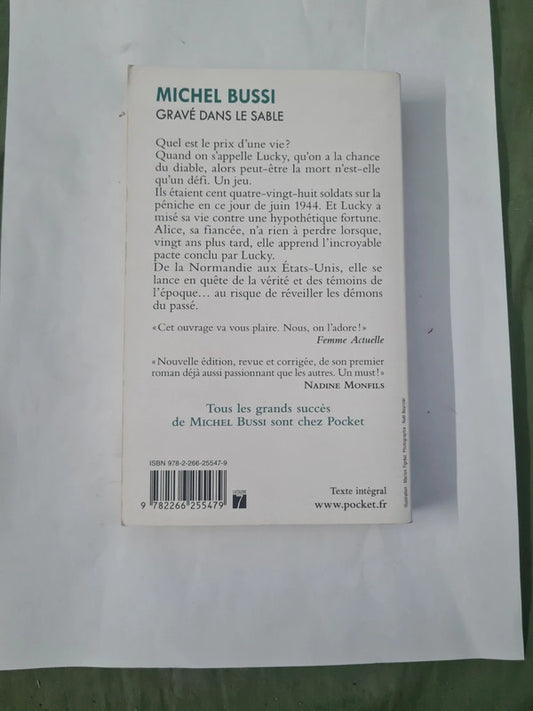 MICHEL BUSSI
GRAVÉ DANS LE SABLE
Quel est le prix d'une vie ?
Quand on s'appelle Lucky, qu'on a la chance
du diable, alors peut-être la mort n'est-elle
qu'un défi. Un jeu.
Ils étaient cent quatre-vingt-huit soldats sur la
péniche en ce jour de juin 1944. Et Lucky a
misé sa vie contre une hypothétique fortune.
Alice, sa fiancée, n'a rien à perdre lorsque,
vingt ans plus tard, elle apprend l'incroyable
pacte conclu par Lucky.
De la Normandie aux États-Unis, elle se
lance en quête de la vérité et des témoins de
l'époque… au risque de réveiller les démons
du passé.
« Cet ouvrage va vous plaire. Nous, on l'adore ! »
Femme Actuelle
« Nouvelle édition, revue et corrigée, de son premier
roman déjà aussi passionnant que les autres. Un must ! »
NADINE MONFILS
Tous les grands succès
de MICHEL BUSSI sont chez Pocket
ISBN 978-2-266-25547-9
9 782266 255479
7
Texte intégral
www.pocket.fr
Illustration : Photographie :